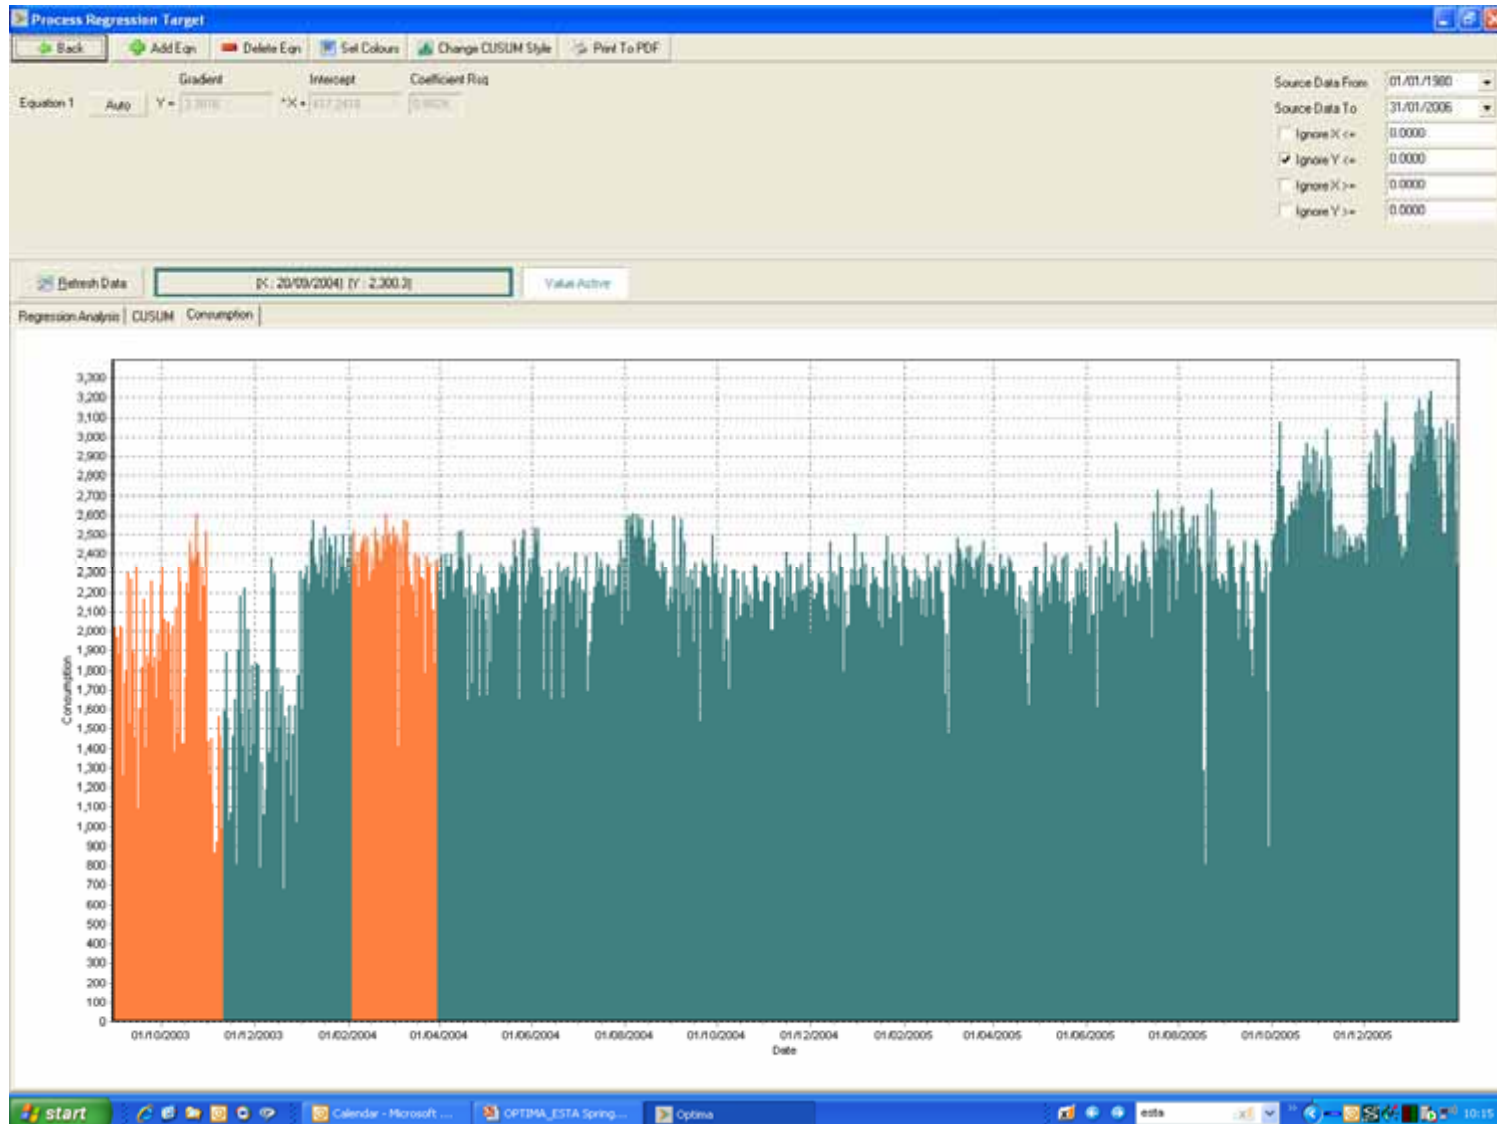 Process Regression Target
Back Add Eqn Delete Eqn Set Colours Change CUSUM Style Print To PDF
Gradient Intercept Coefficient Rsq
Equation 1 Auto Y = *X +
Source Data From 01/01/1980
Source Data To 31/01/2006
Ignore X <= 0.0000
Ignore Y <= 0.0000
Ignore X >= 0.0000
Ignore Y >= 0.0000
Refresh Data [X : 20/09/2004] [Y : 2,300.3] Value Active
Regression Analysis CUSUM Consumption
3,300
3,200
3,100
3,000
2,900
2,800
2,700
2,600
2,500
2,400
2,300
2,200
2,100
2,000
1,900
1,800
1,700
1,600
1,500
1,400
1,300
1,200
1,100
1,000
900
800
700
600
500
400
300
200
100
0
Consumption
01/10/2003 01/12/2003 01/02/2004 01/04/2004 01/06/2004 01/08/2004 01/10/2004 01/12/2004 01/02/2005 01/04/2005 01/06/2005 01/08/2005 01/10/2005 01/12/2005
Date
start Calendar - Microsoft ... OPTIMA_ESTA Spring... Optima esta 10:15